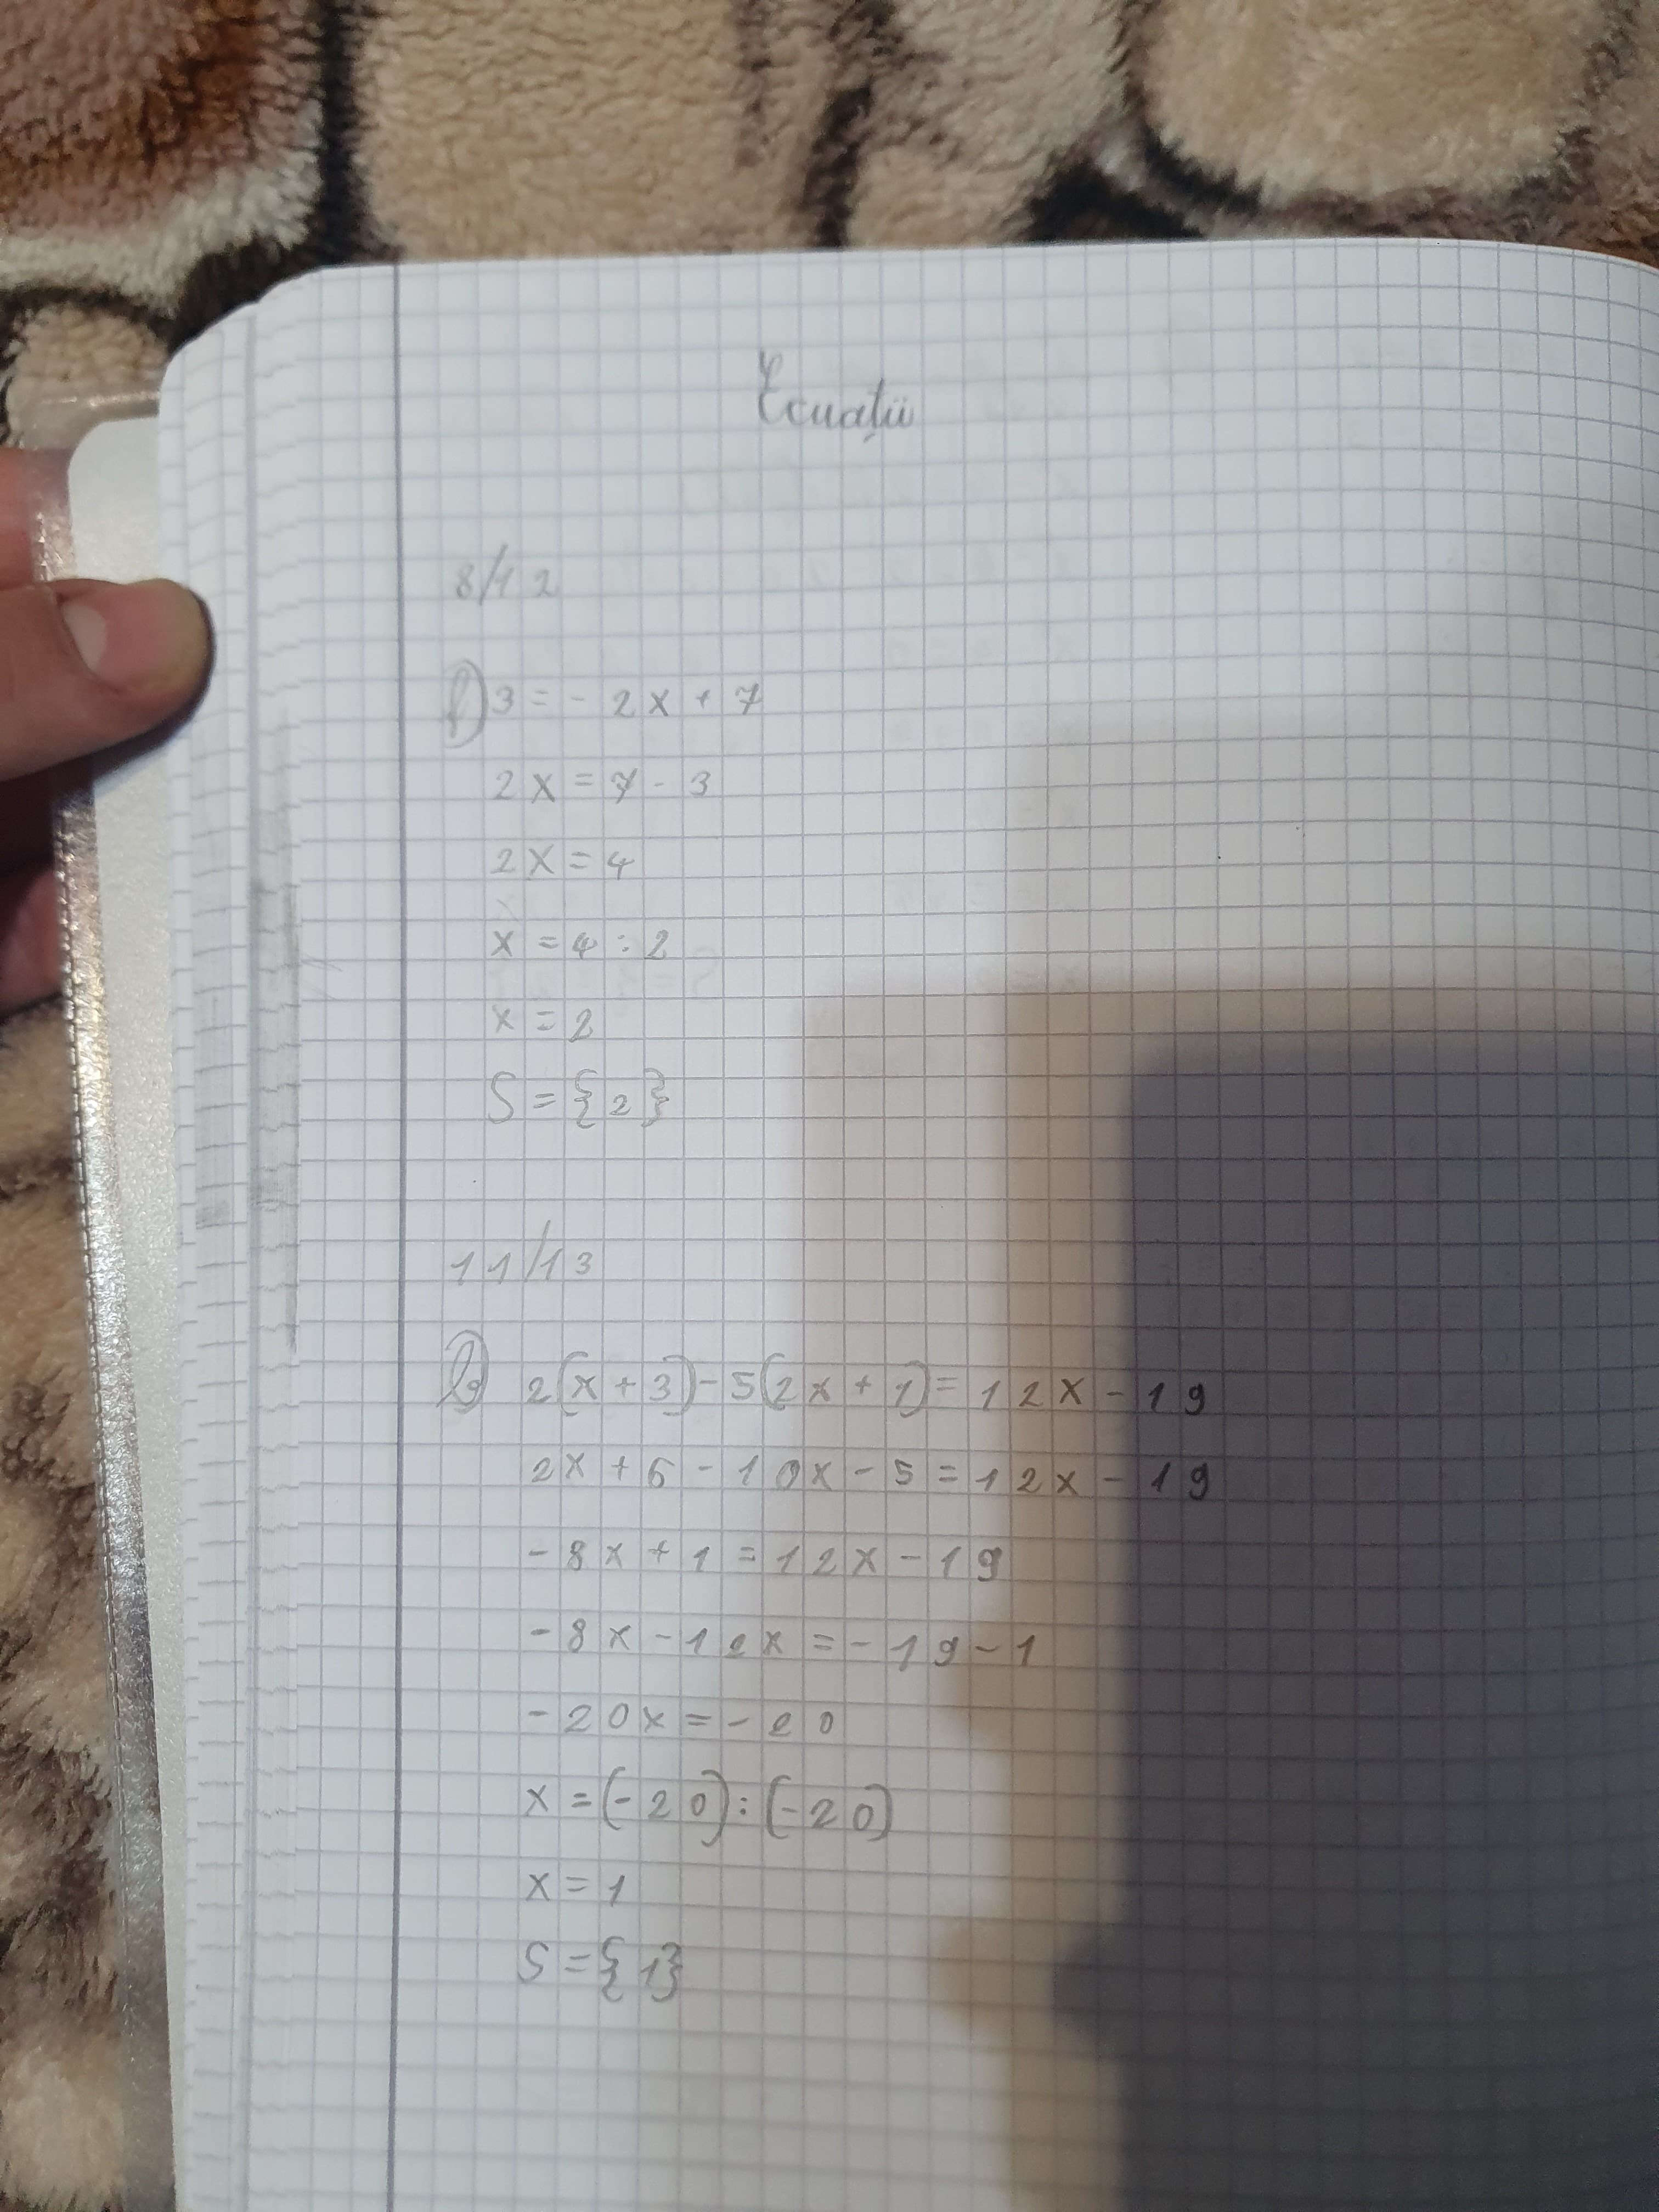 Ecuații
8/12
f) 3 = - 2x + 7
2x = 7 - 3
2x = 4
x = 4 : 2
x = 2
S = {2}
11/13
b) 2(x + 3) - 5(2x + 1) = 12x - 19
2x + 6 - 10x - 5 = 12x - 19
- 8x + 1 = 12x - 19
- 8x - 12x = - 19 - 1
- 20x = - 20
x = (- 20) : (- 20)
x = 1
S = {1}